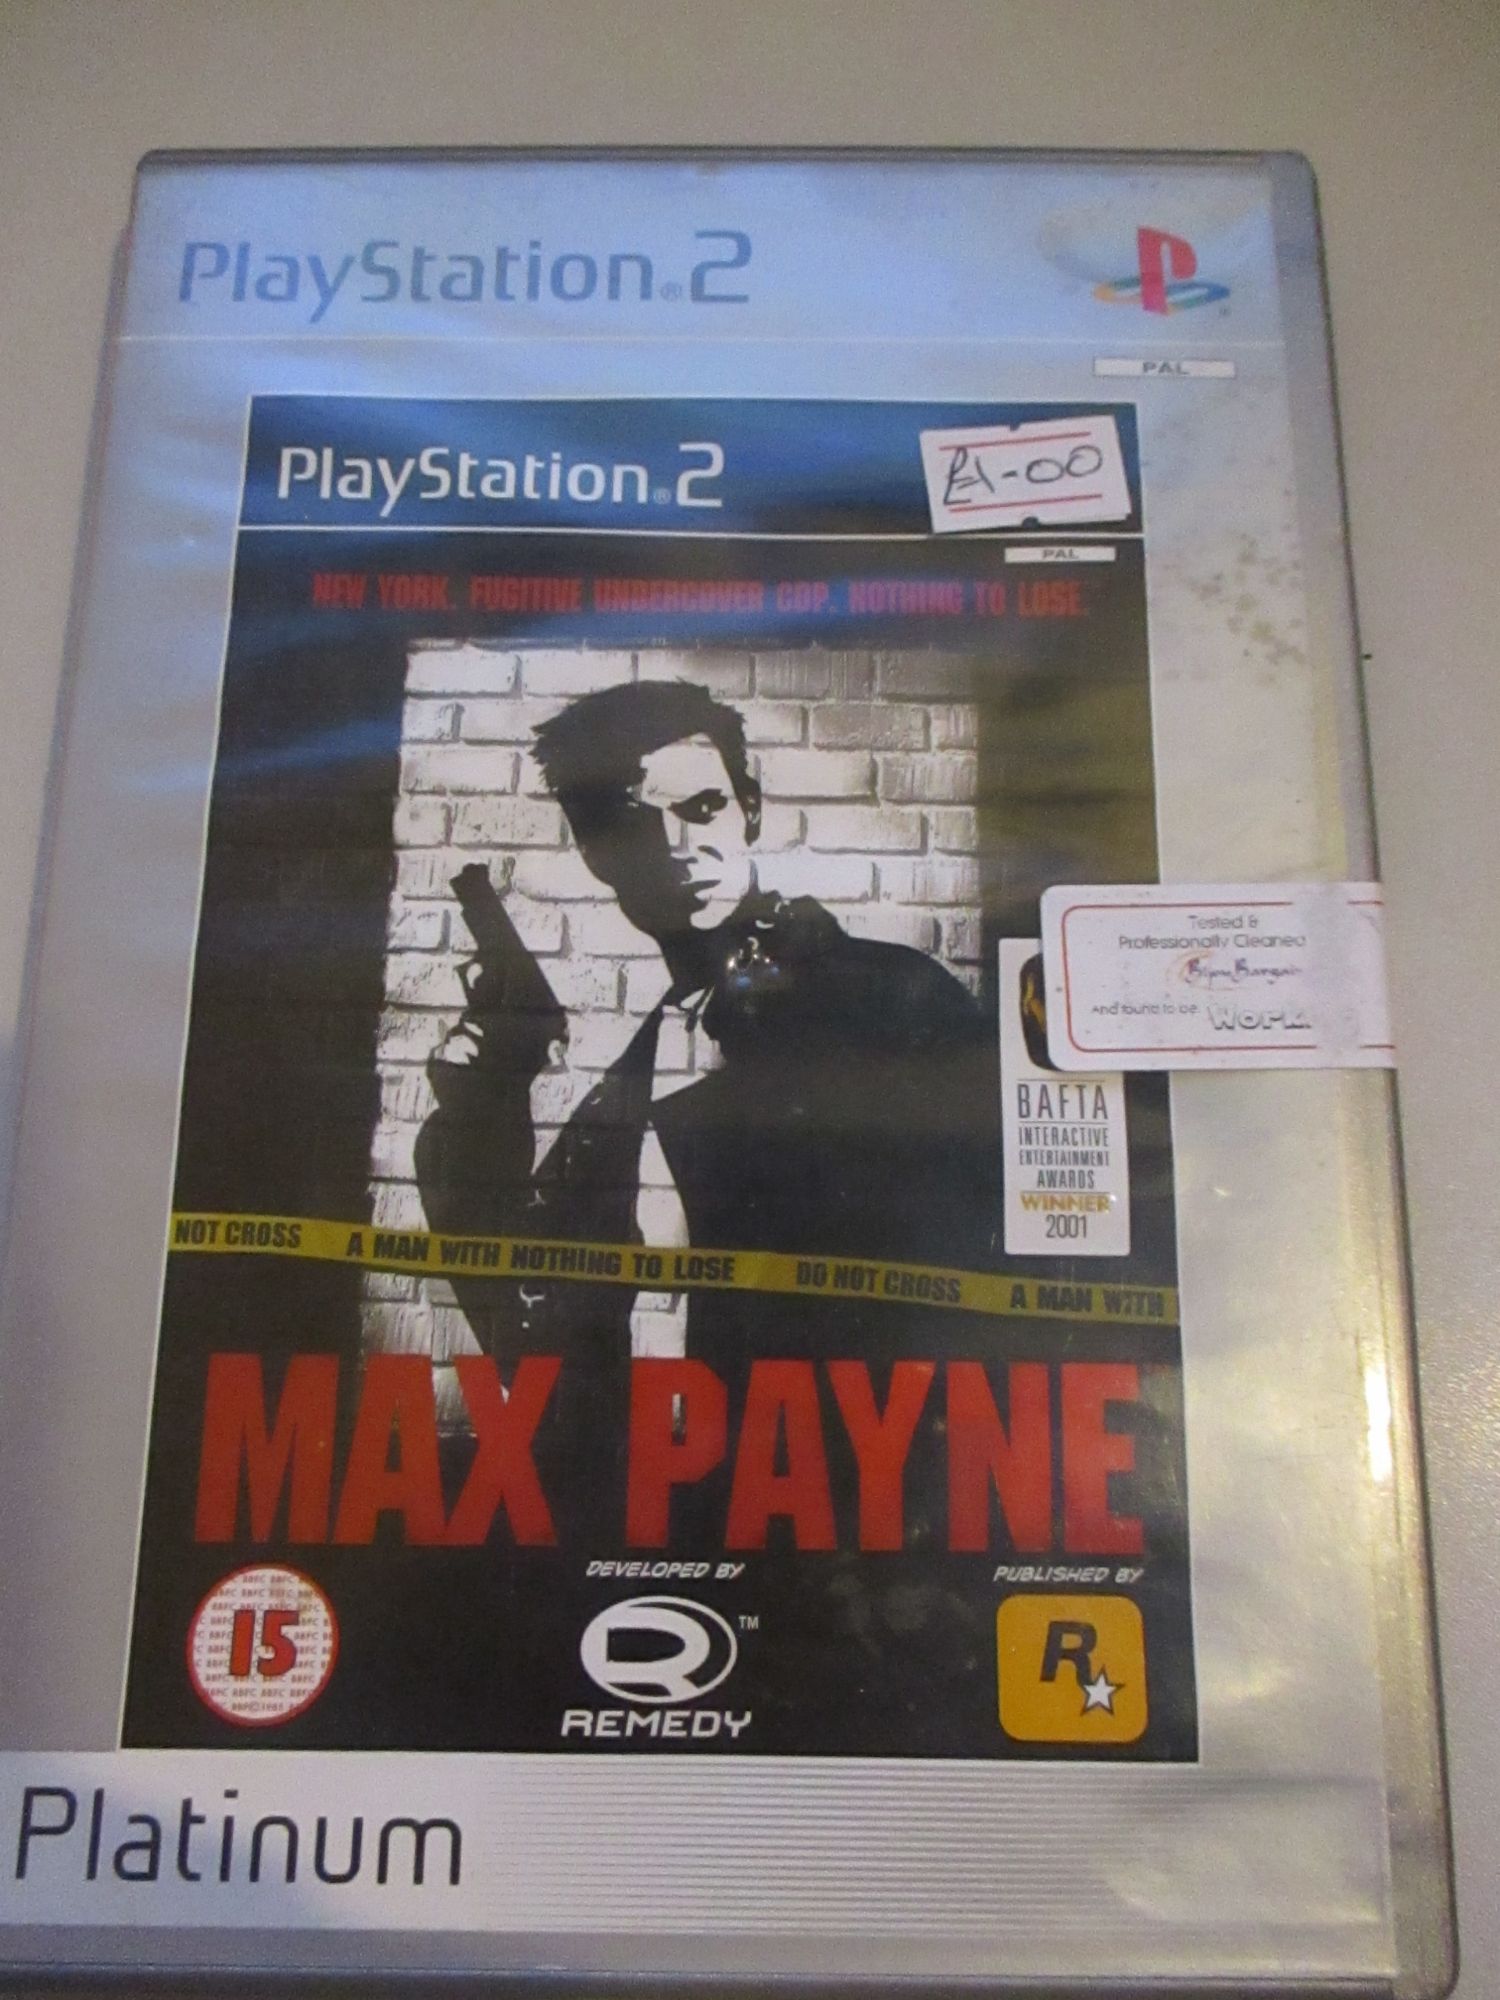 PlayStation®2
PAL
PlayStation®2
£1-00
PAL
NEW YORK. FUGITIVE UNDERCOVER COP. NOTHING TO LOSE.
Tested &
Professionally Cleaned
And found to be:
BAFTA
INTERACTIVE
ENTERTAINMENT
AWARDS
WINNER
2001
NOT CROSS A MAN WITH NOTHING TO LOSE DO NOT CROSS A MAN WITH
MAX PAYNE
15
DEVELOPED BY
REMEDY™
PUBLISHED BY
R
Platinum